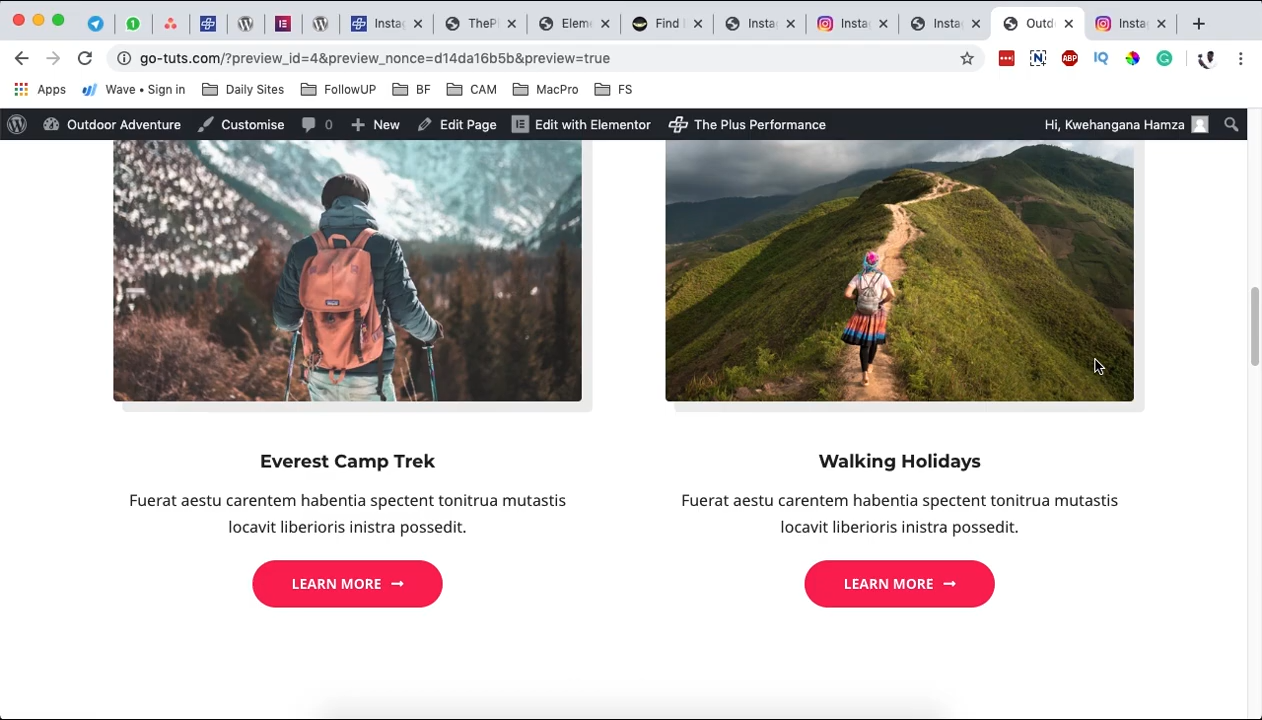 Insta
ThePl
Eleme
Find
Insta
Insta
Insta
Outd
Insta
go-tuts.com/?preview_id=4&preview_nonce=d14da16b5b&preview=true
N
ABP
IQ
Apps
Wave • Sign in
Daily Sites
FollowUP
BF
CAM
MacPro
FS
Outdoor Adventure
Customise
0
New
Edit Page
Edit with Elementor
The Plus Performance
Hi, Kwehangana Hamza
Everest Camp Trek
Fuerat aestu carentem habentia spectent tonitrua mutastis
locavit liberioris inistra possedit.
LEARN MORE
Walking Holidays
Fuerat aestu carentem habentia spectent tonitrua mutastis
locavit liberioris inistra possedit.
LEARN MORE